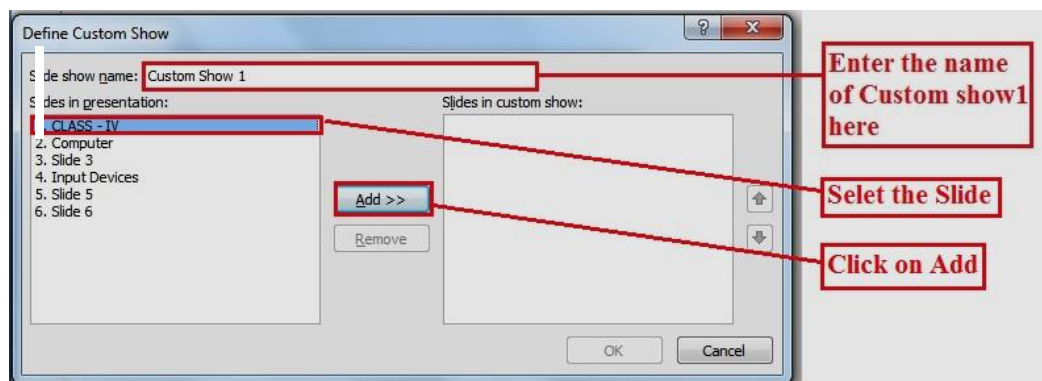 Define Custom Show
S de show name: Custom Show 1
S des in presentation:
Slides in custom show:
. CLASS - IV
2. Computer
3. Slide 3
4. Input Devices
5. Slide 5
6. Slide 6
Add >>
Remove
OK
Cancel
Enter the name
of Custom show1
here
Selet the Slide
Click on Add